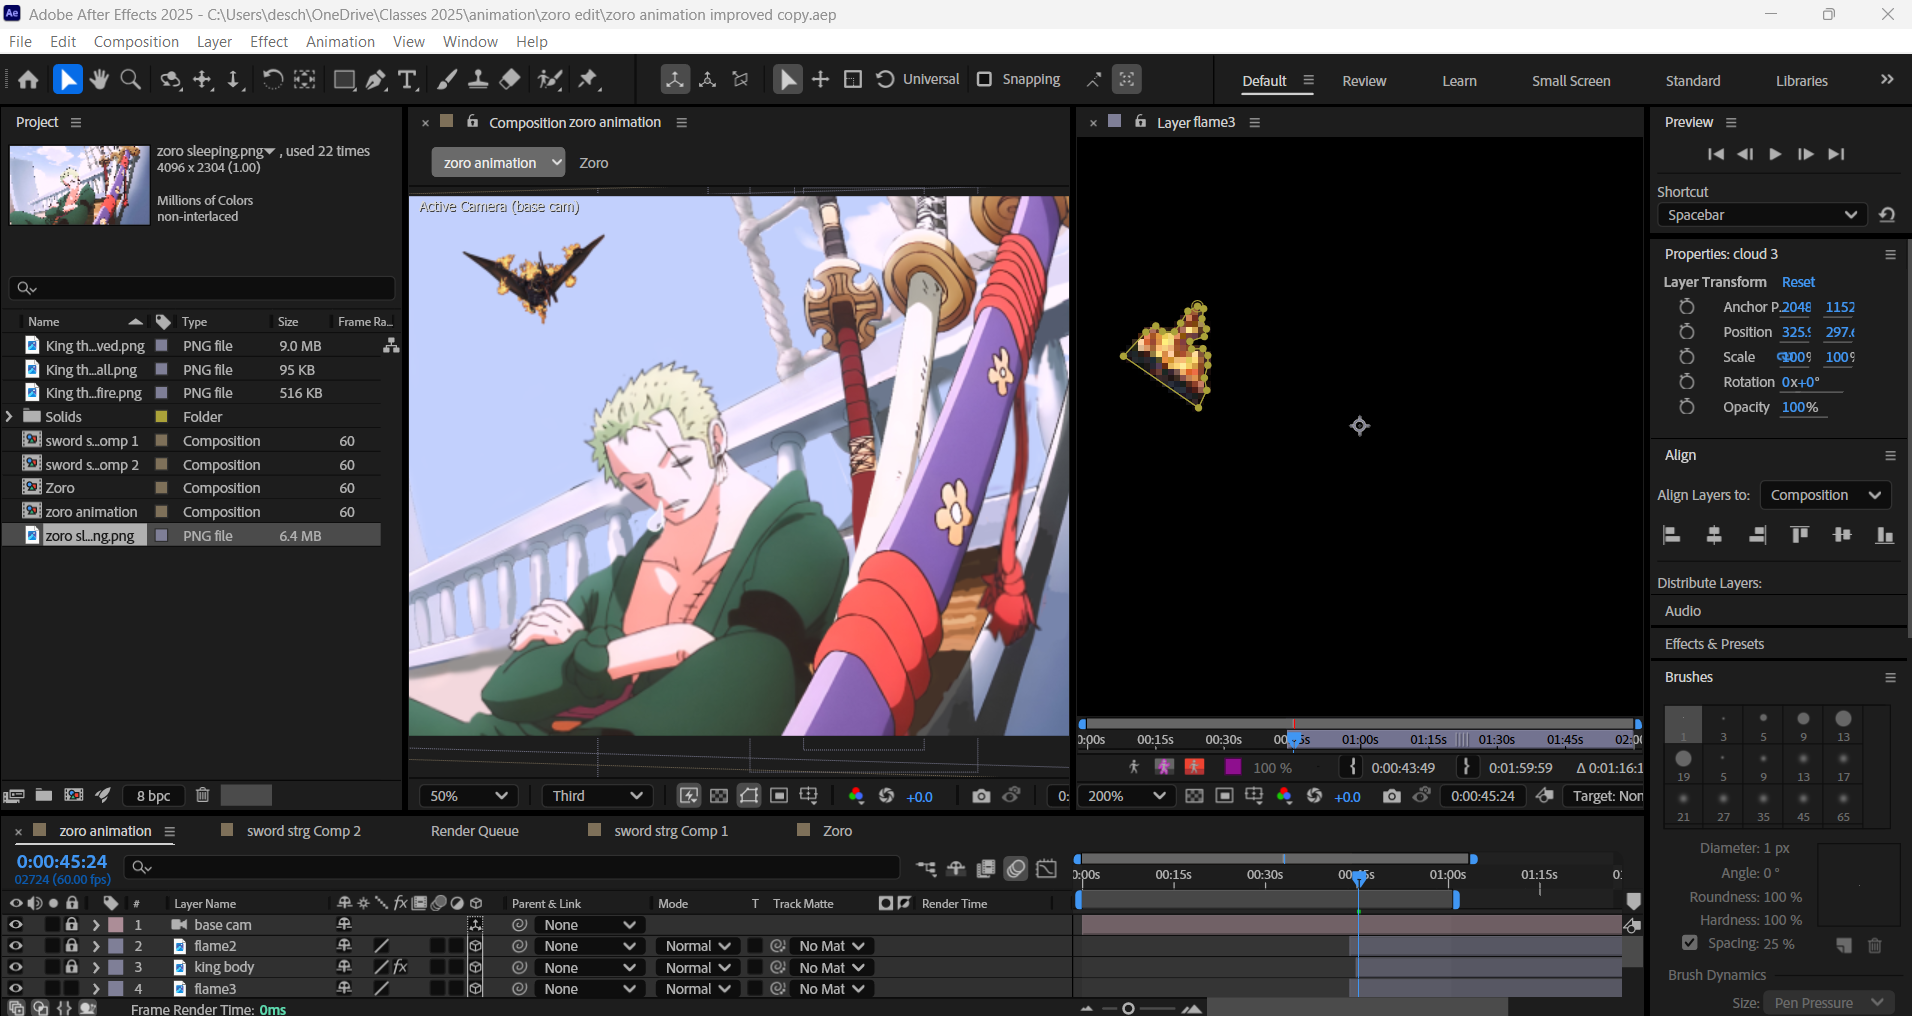 Ae Adobe After Effects 2025 - C:\Users\desch\OneDrive\Classes 2025\animation\zoro edit\zoro animation improved copy.aep
File Edit Composition Layer Effect Animation View Window Help
Universal Snapping Default Review Learn Small Screen Standard Libraries
Project
zoro sleeping.png , used 22 times
4096 x 2304 (1.00)
Millions of Colors
non-interlaced
Name Type Size Frame Ra...
King th...ved.png PNG file 9.0 MB
King th...all.png PNG file 95 KB
King th...fire.png PNG file 516 KB
Solids Folder
sword s...omp 1 Composition 60
sword s...omp 2 Composition 60
Zoro Composition 60
zoro animation Composition 60
zoro sl...ng.png PNG file 6.4 MB
8 bpc
Composition zoro animation
zoro animation Zoro
Active Camera (base cam)
50% Third +0.0 0:
Layer flame3
0:00s 00:15s 00:30s 01:00s 01:15s 01:30s 01:45s 02:00
100 % 0:00:43:49 0:01:59:59 Δ 0:01:16:1
200% +0.0 0:00:45:24 Target: Non
Preview
Shortcut
Spacebar
Properties: cloud 3
Layer Transform Reset
Anchor P.. 2048 1152
Position 325.9 297.6
Scale 100% 100%
Rotation 0x+0°
Opacity 100%
Align
Align Layers to: Composition
Distribute Layers:
Audio
Effects & Presets
Brushes
1 3 5 9 13
19 5 9 13 17
21 27 35 45 65
Diameter: 1 px
Angle: 0 °
Roundness: 100 %
Hardness: 100 %
Spacing: 25 %
Brush Dynamics
Size: Pen Pressure
zoro animation sword strg Comp 2 Render Queue sword strg Comp 1 Zoro
0:00:45:24
02724 (60.00 fps)
0:00s 00:15s 00:30s 01:00s 01:15s
# Layer Name fx Parent & Link Mode T Track Matte Render Time
1 base cam None
2 flame2 None Normal No Mat
3 king body fx None Normal No Mat
4 flame3 None Normal No Mat
Frame Render Time: 0ms